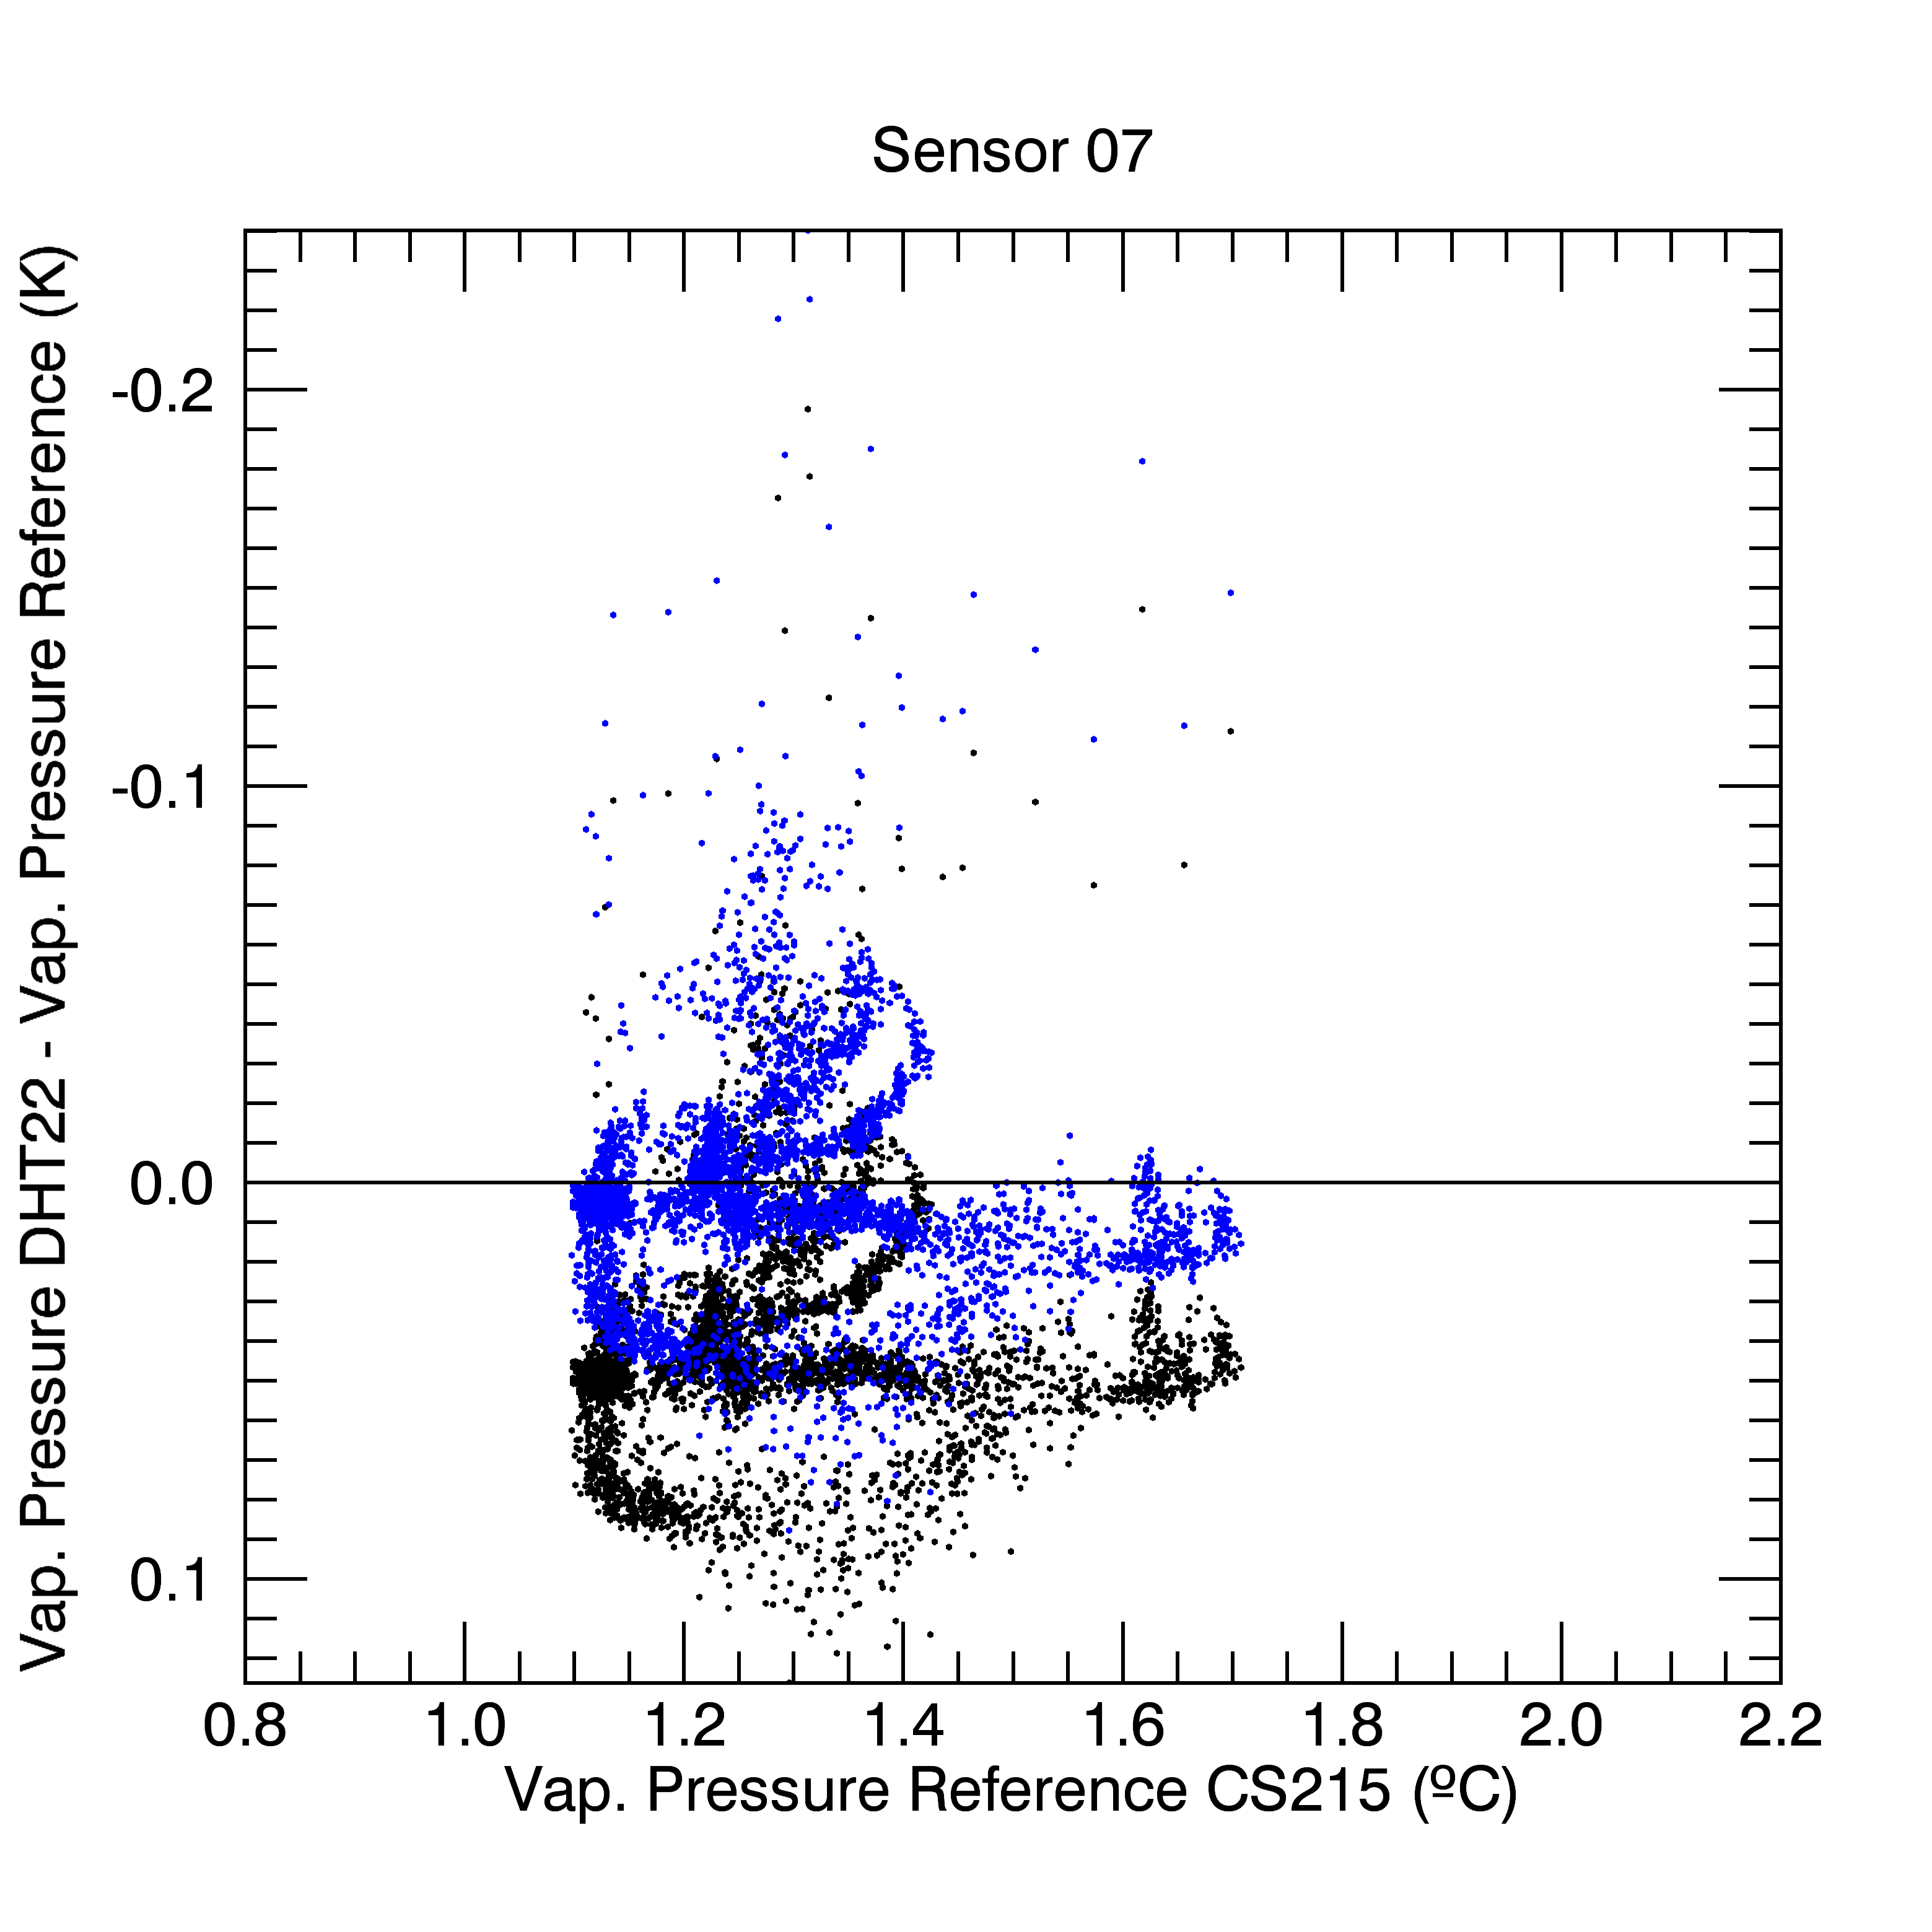 Sensor 07
Vap. Pressure DHT22 - Vap. Pressure Reference (K)
-0.2
-0.1
0.0
0.1
0.8 1.0 1.2 1.4 1.6 1.8 2.0 2.2
Vap. Pressure Reference CS215 (ºC)